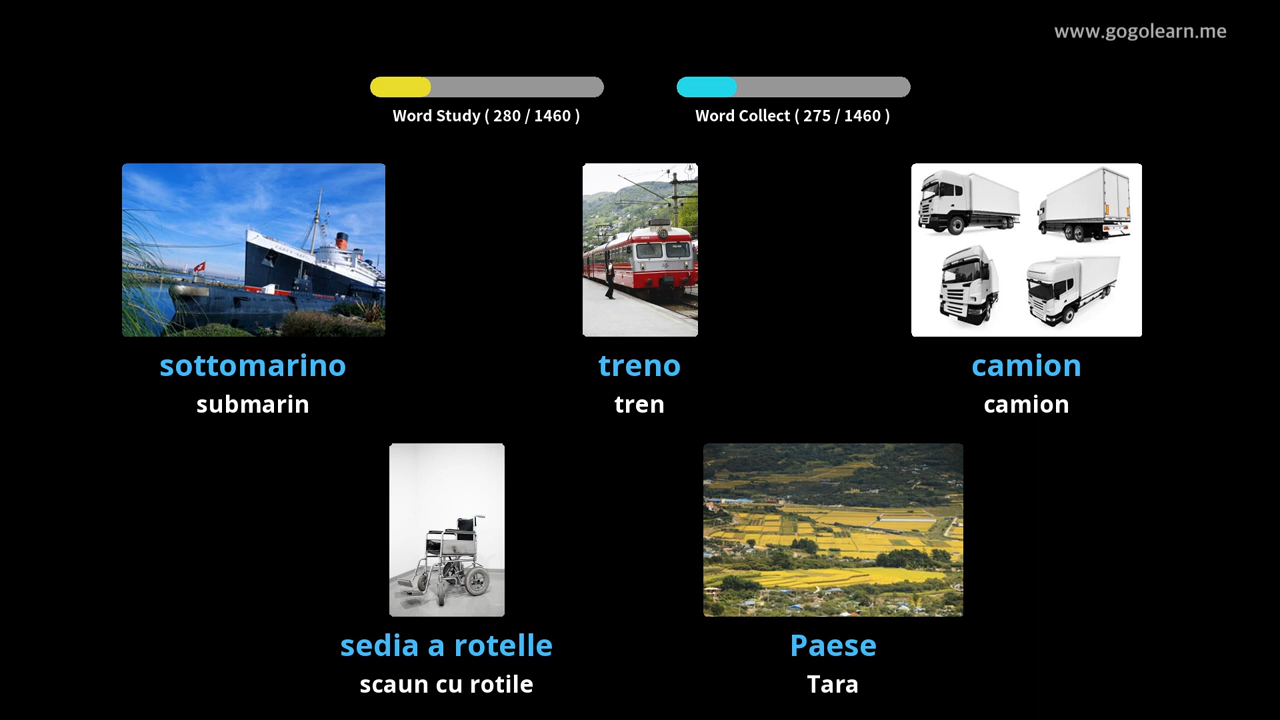 www.gogolearn.me
Word Study ( 280 / 1460 )
Word Collect ( 275 / 1460 )
sottomarino
submarin
treno
tren
camion
camion
sedia a rotelle
scaun cu rotile
Paese
Tara